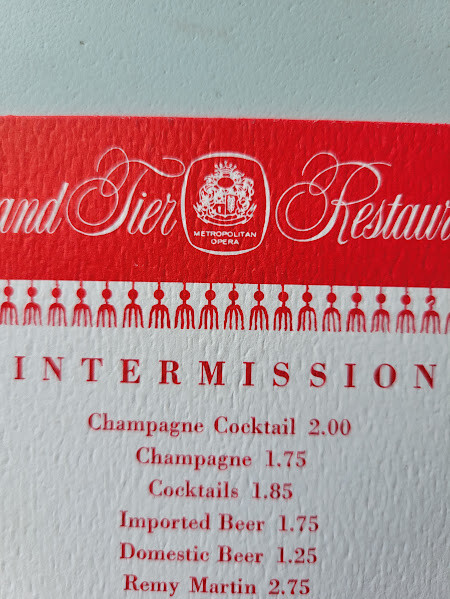 and Tier Restaur
METROPOLITAN
OPERA
INTERMISSION
Champagne Cocktail 2.00
Champagne 1.75
Cocktails 1.85
Imported Beer 1.75
Domestic Beer 1.25
Remy Martin 2.75